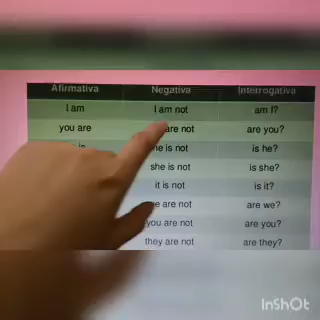 Afirmativa Negativa Interrogativa
I am I am not am I?
you are are not are you?
is he is not is he?
she is not is she?
it is not is it?
are not are we?
you are not are you?
they are not are they?
InShOt